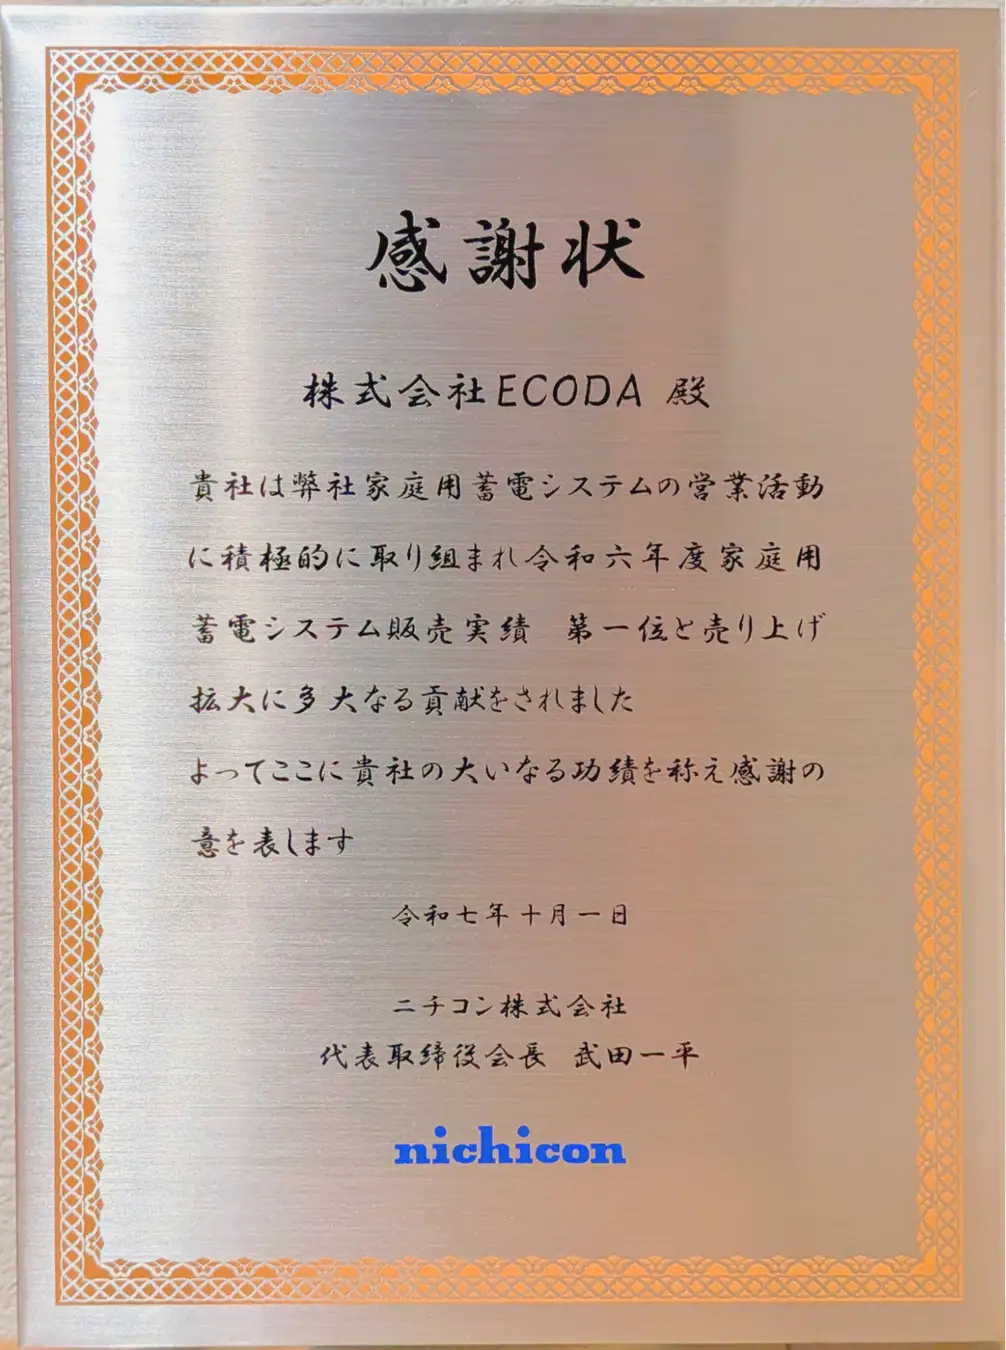 感謝状
株式会社ECODA 殿
貴社は弊社家庭用蓄電システムの営業活動
に積極的に取り組まれ令和六年度家庭用
蓄電システム販売実績 第一位と売り上げ
拡大に多大なる貢献をされました
よってここに貴社の大いなる功績を称え感謝の
意を表します
令和七年十月一日
ニチコン株式会社
代表取締役会長 武田一平
nichicon